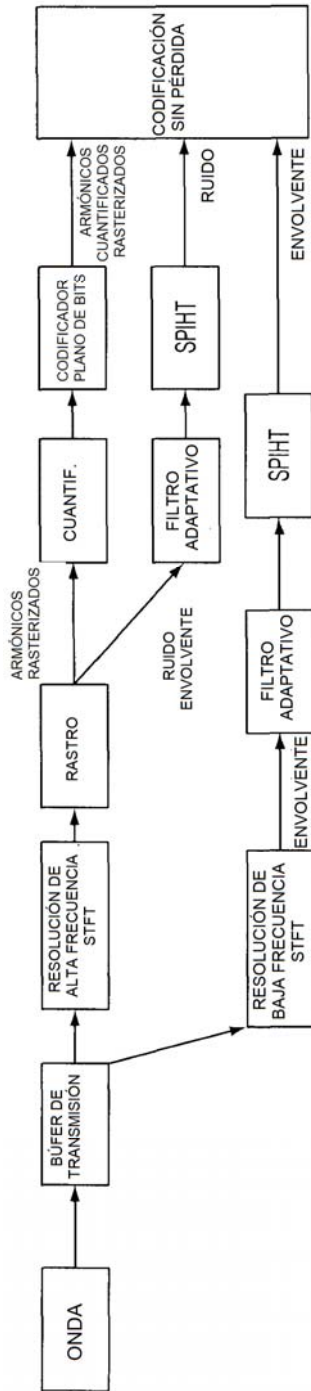 ONDA
BÚFER DE
TRANSMISIÓN
RESOLUCIÓN DE
ALTA FRECUENCIA
STFT
RASTRO
ARMÓNICOS
RASTERIZADOS
CUANTIF.
CODIFICADOR
PLANO DE BITS
ARMÓNICOS
CUANTIFICADOS
RASTERIZADOS
CODIFICACIÓN
SIN PÉRDIDA
RUIDO
ENVOLVENTE
FILTRO
ADAPTATIVO
SPIHT
RUIDO
RESOLUCIÓN DE
BAJA FRECUENCIA
STFT
ENVOLVENTE
FILTRO
ADAPTATIVO
SPIHT
ENVOLVENTE